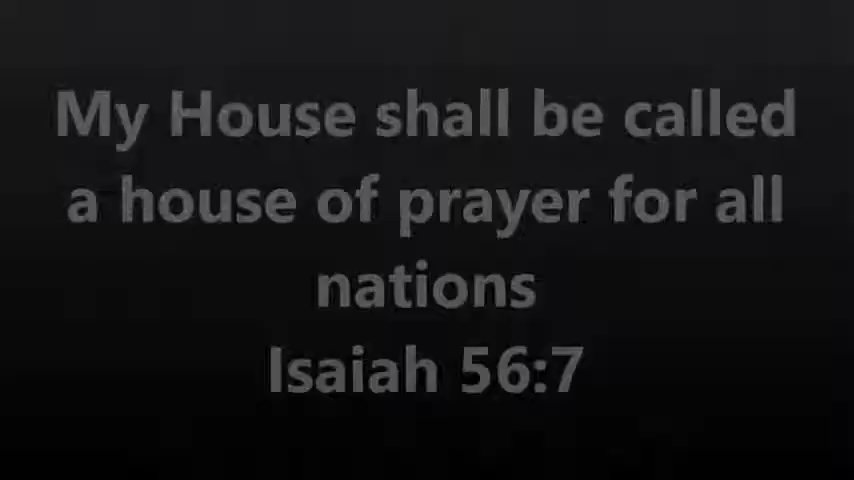 My House shall be called
a house of prayer for all
nations
Isaiah 56:7